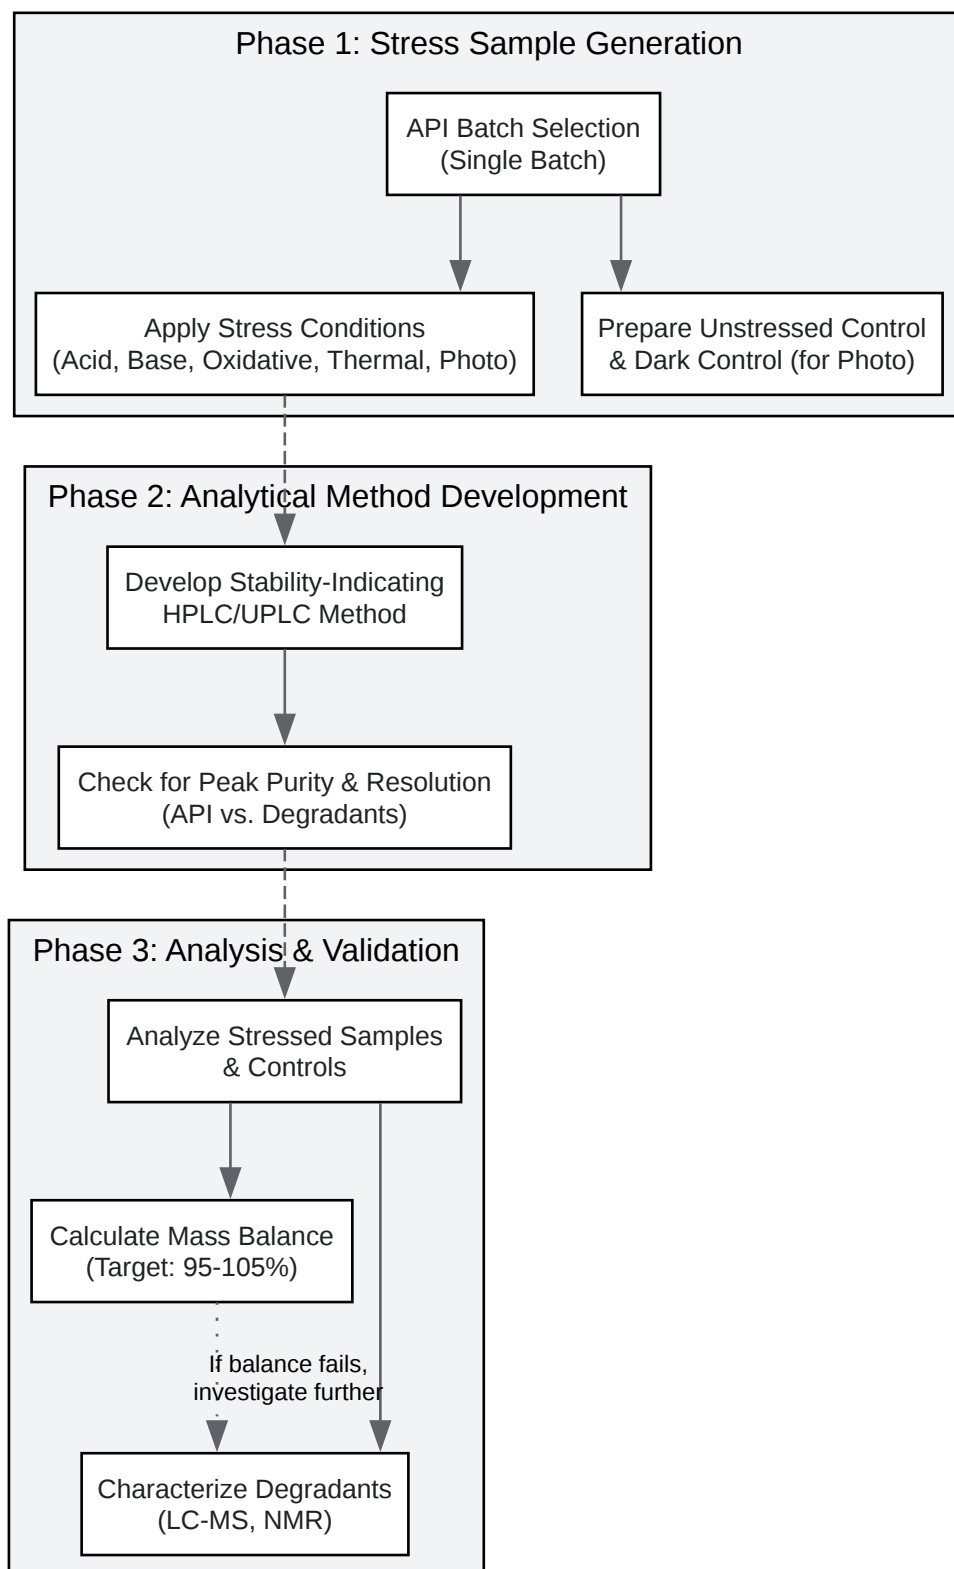 Phase 1: Stress Sample Generation
API Batch Selection
(Single Batch)
Apply Stress Conditions
(Acid, Base, Oxidative, Thermal, Photo)
Prepare Unstressed Control
& Dark Control (for Photo)
Phase 2: Analytical Method Development
Develop Stability-Indicating
HPLC/UPLC Method
Check for Peak Purity & Resolution
(API vs. Degradants)
Phase 3: Analysis & Validation
Analyze Stressed Samples
& Controls
Calculate Mass Balance
(Target: 95-105%)
If balance fails,
investigate further
Characterize Degradants
(LC-MS, NMR)